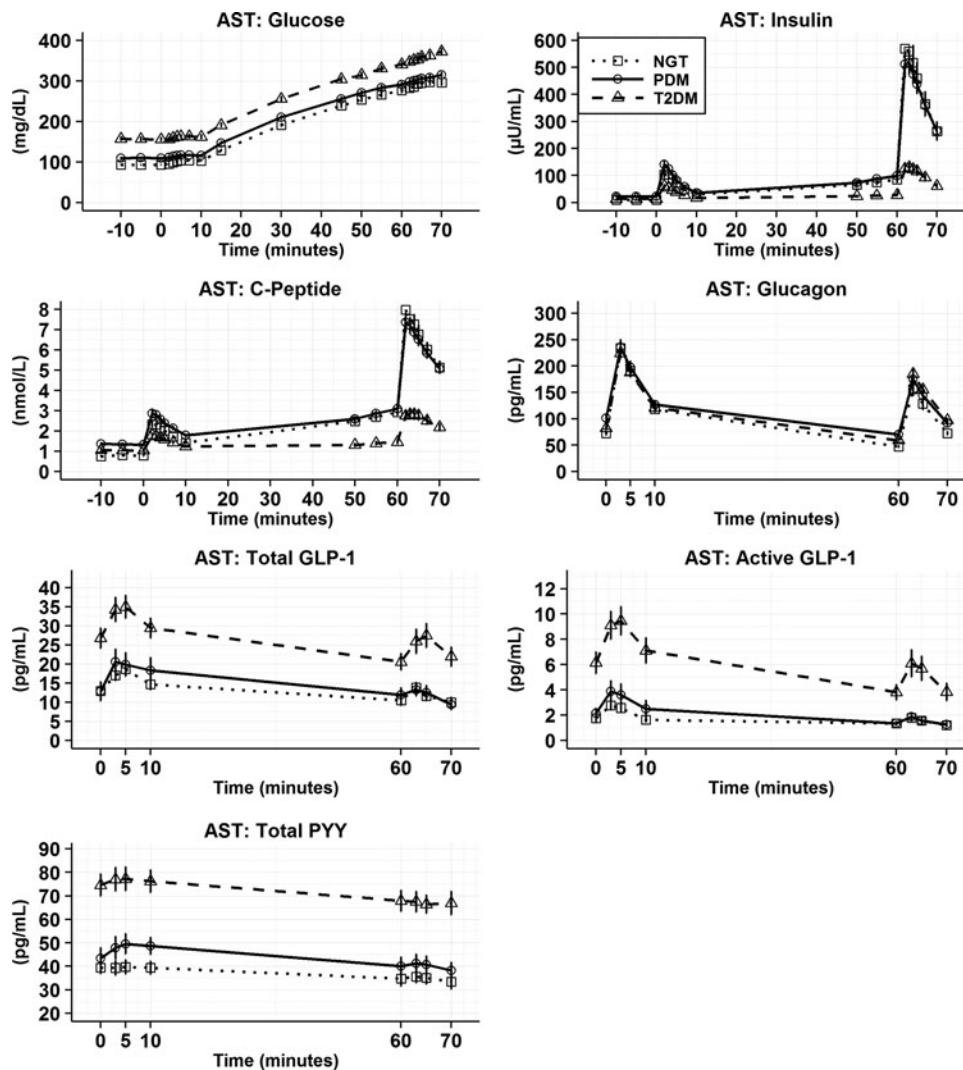 AST: Glucose
(mg/dL)
400
300
200
100
0
-10 0 10 20 30 40 50 60 70
Time (minutes)
AST: Insulin
(µU/mL)
600
500
400
300
200
100
0
NGT
PDM
T2DM
-10 0 10 20 30 40 50 60 70
Time (minutes)
AST: C-Peptide
(nmol/L)
8
7
6
5
4
3
2
1
0
-10 0 10 20 30 40 50 60 70
Time (minutes)
AST: Glucagon
(pg/mL)
300
250
200
150
100
50
0
0 5 10 60 70
Time (minutes)
AST: Total GLP-1
(pg/mL)
40
35
30
25
20
15
10
5
0
0 5 10 60 70
Time (minutes)
AST: Active GLP-1
(pg/mL)
12
10
8
6
4
2
0
0 5 10 60 70
Time (minutes)
AST: Total PYY
(pg/mL)
90
80
70
60
50
40
30
20
0 5 10 60 70
Time (minutes)